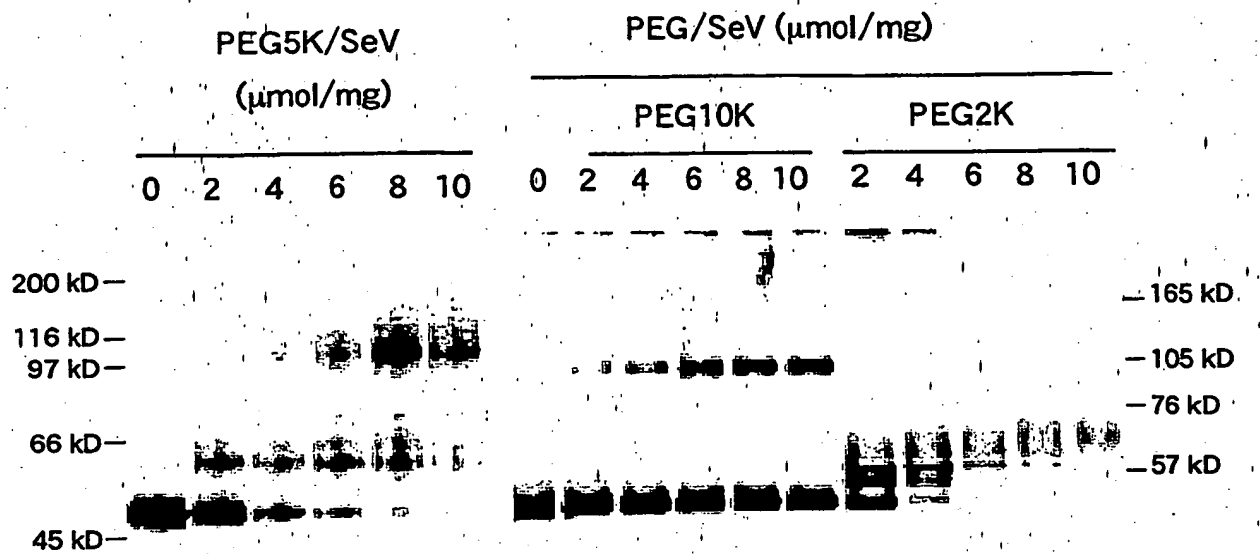 PEG5K/SeV
(μmol/mg)
0 2 4 6 8 10
200 kD
116 kD
97 kD
66 kD
45 kD
PEG/SeV (μmol/mg)
PEG10K PEG2K
0 2 4 6 8 10 2 4 6 8 10
165 kD
105 kD
76 kD
57 kD